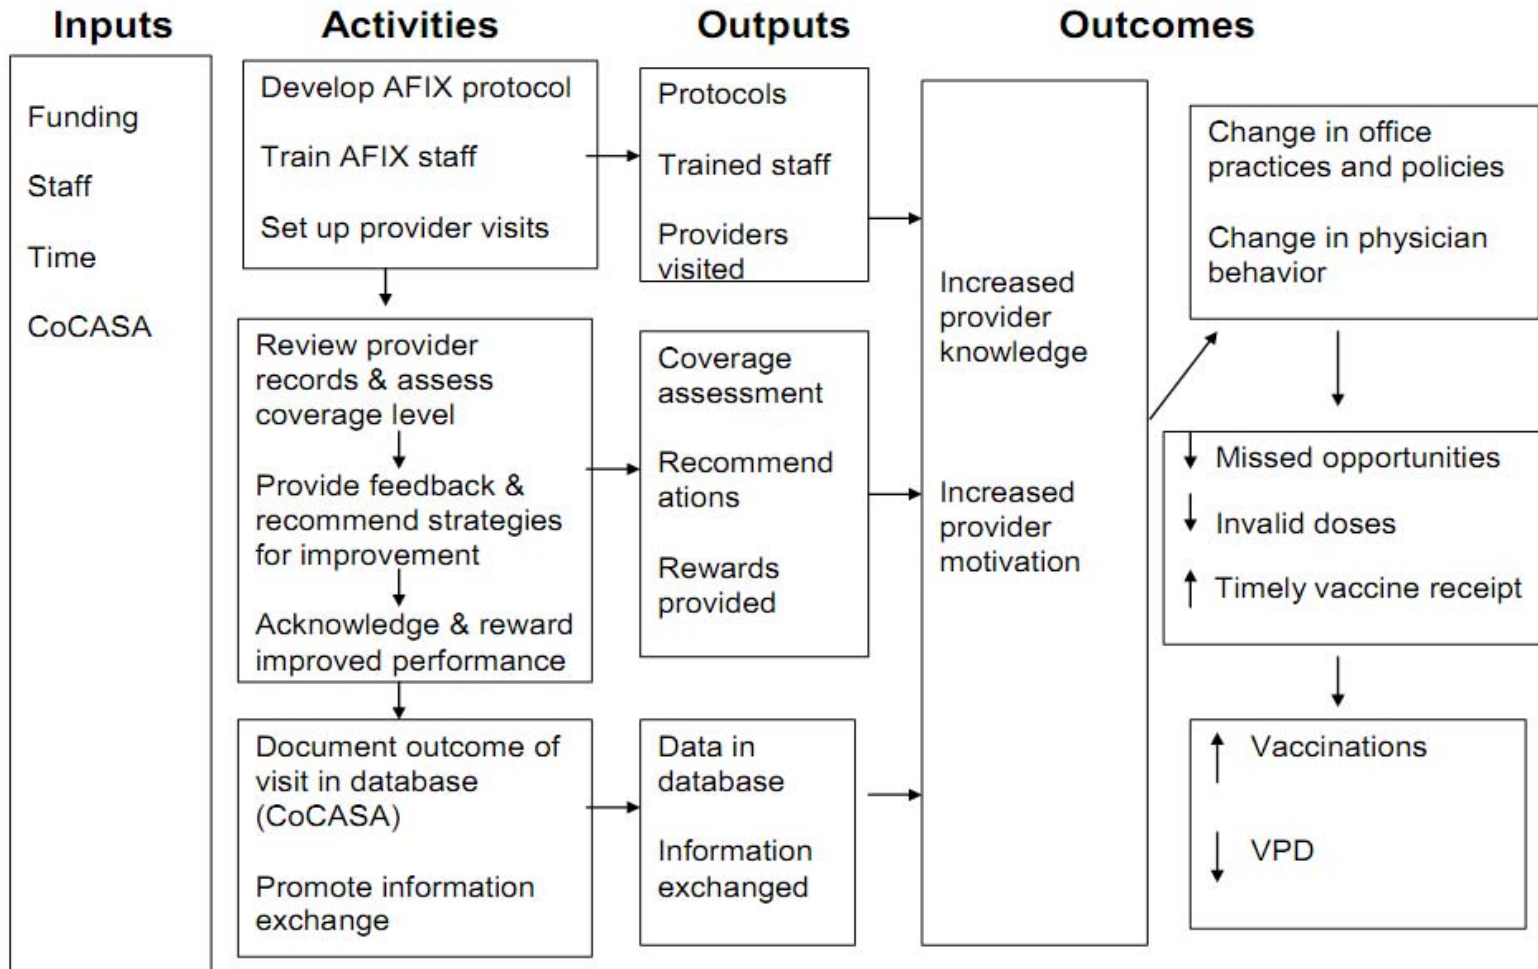 Inputs
Activities
Outputs
Outcomes
Funding
Staff
Time
CoCASA
Develop AFIX protocol
Train AFIX staff
Set up provider visits
Review provider
records & assess
coverage level
Provide feedback &
recommend strategies
for improvement
Acknowledge & reward
improved performance
Document outcome of
visit in database
(CoCASA)
Promote information
exchange
Protocols
Trained staff
Providers
visited
Coverage
assessment
Recommend
ations
Rewards
provided
Data in
database
Information
exchanged
Increased
provider
knowledge
Increased
provider
motivation
Change in office
practices and policies
Change in physician
behavior
Missed opportunities
Invalid doses
Timely vaccine receipt
Vaccinations
VPD